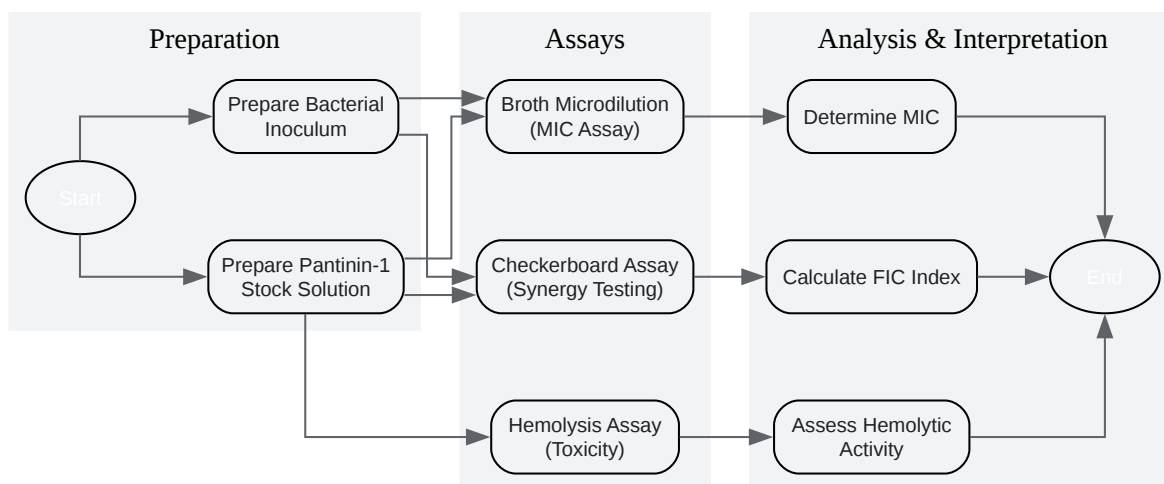 Preparation
Assays
Analysis & Interpretation
Prepare Bacterial
Inoculum
Broth Microdilution
(MIC Assay)
Determine MIC
Start
Prepare Pantinin-1
Stock Solution
Checkerboard Assay
(Synergy Testing)
Calculate FIC Index
End
Hemolysis Assay
(Toxicity)
Assess Hemolytic
Activity